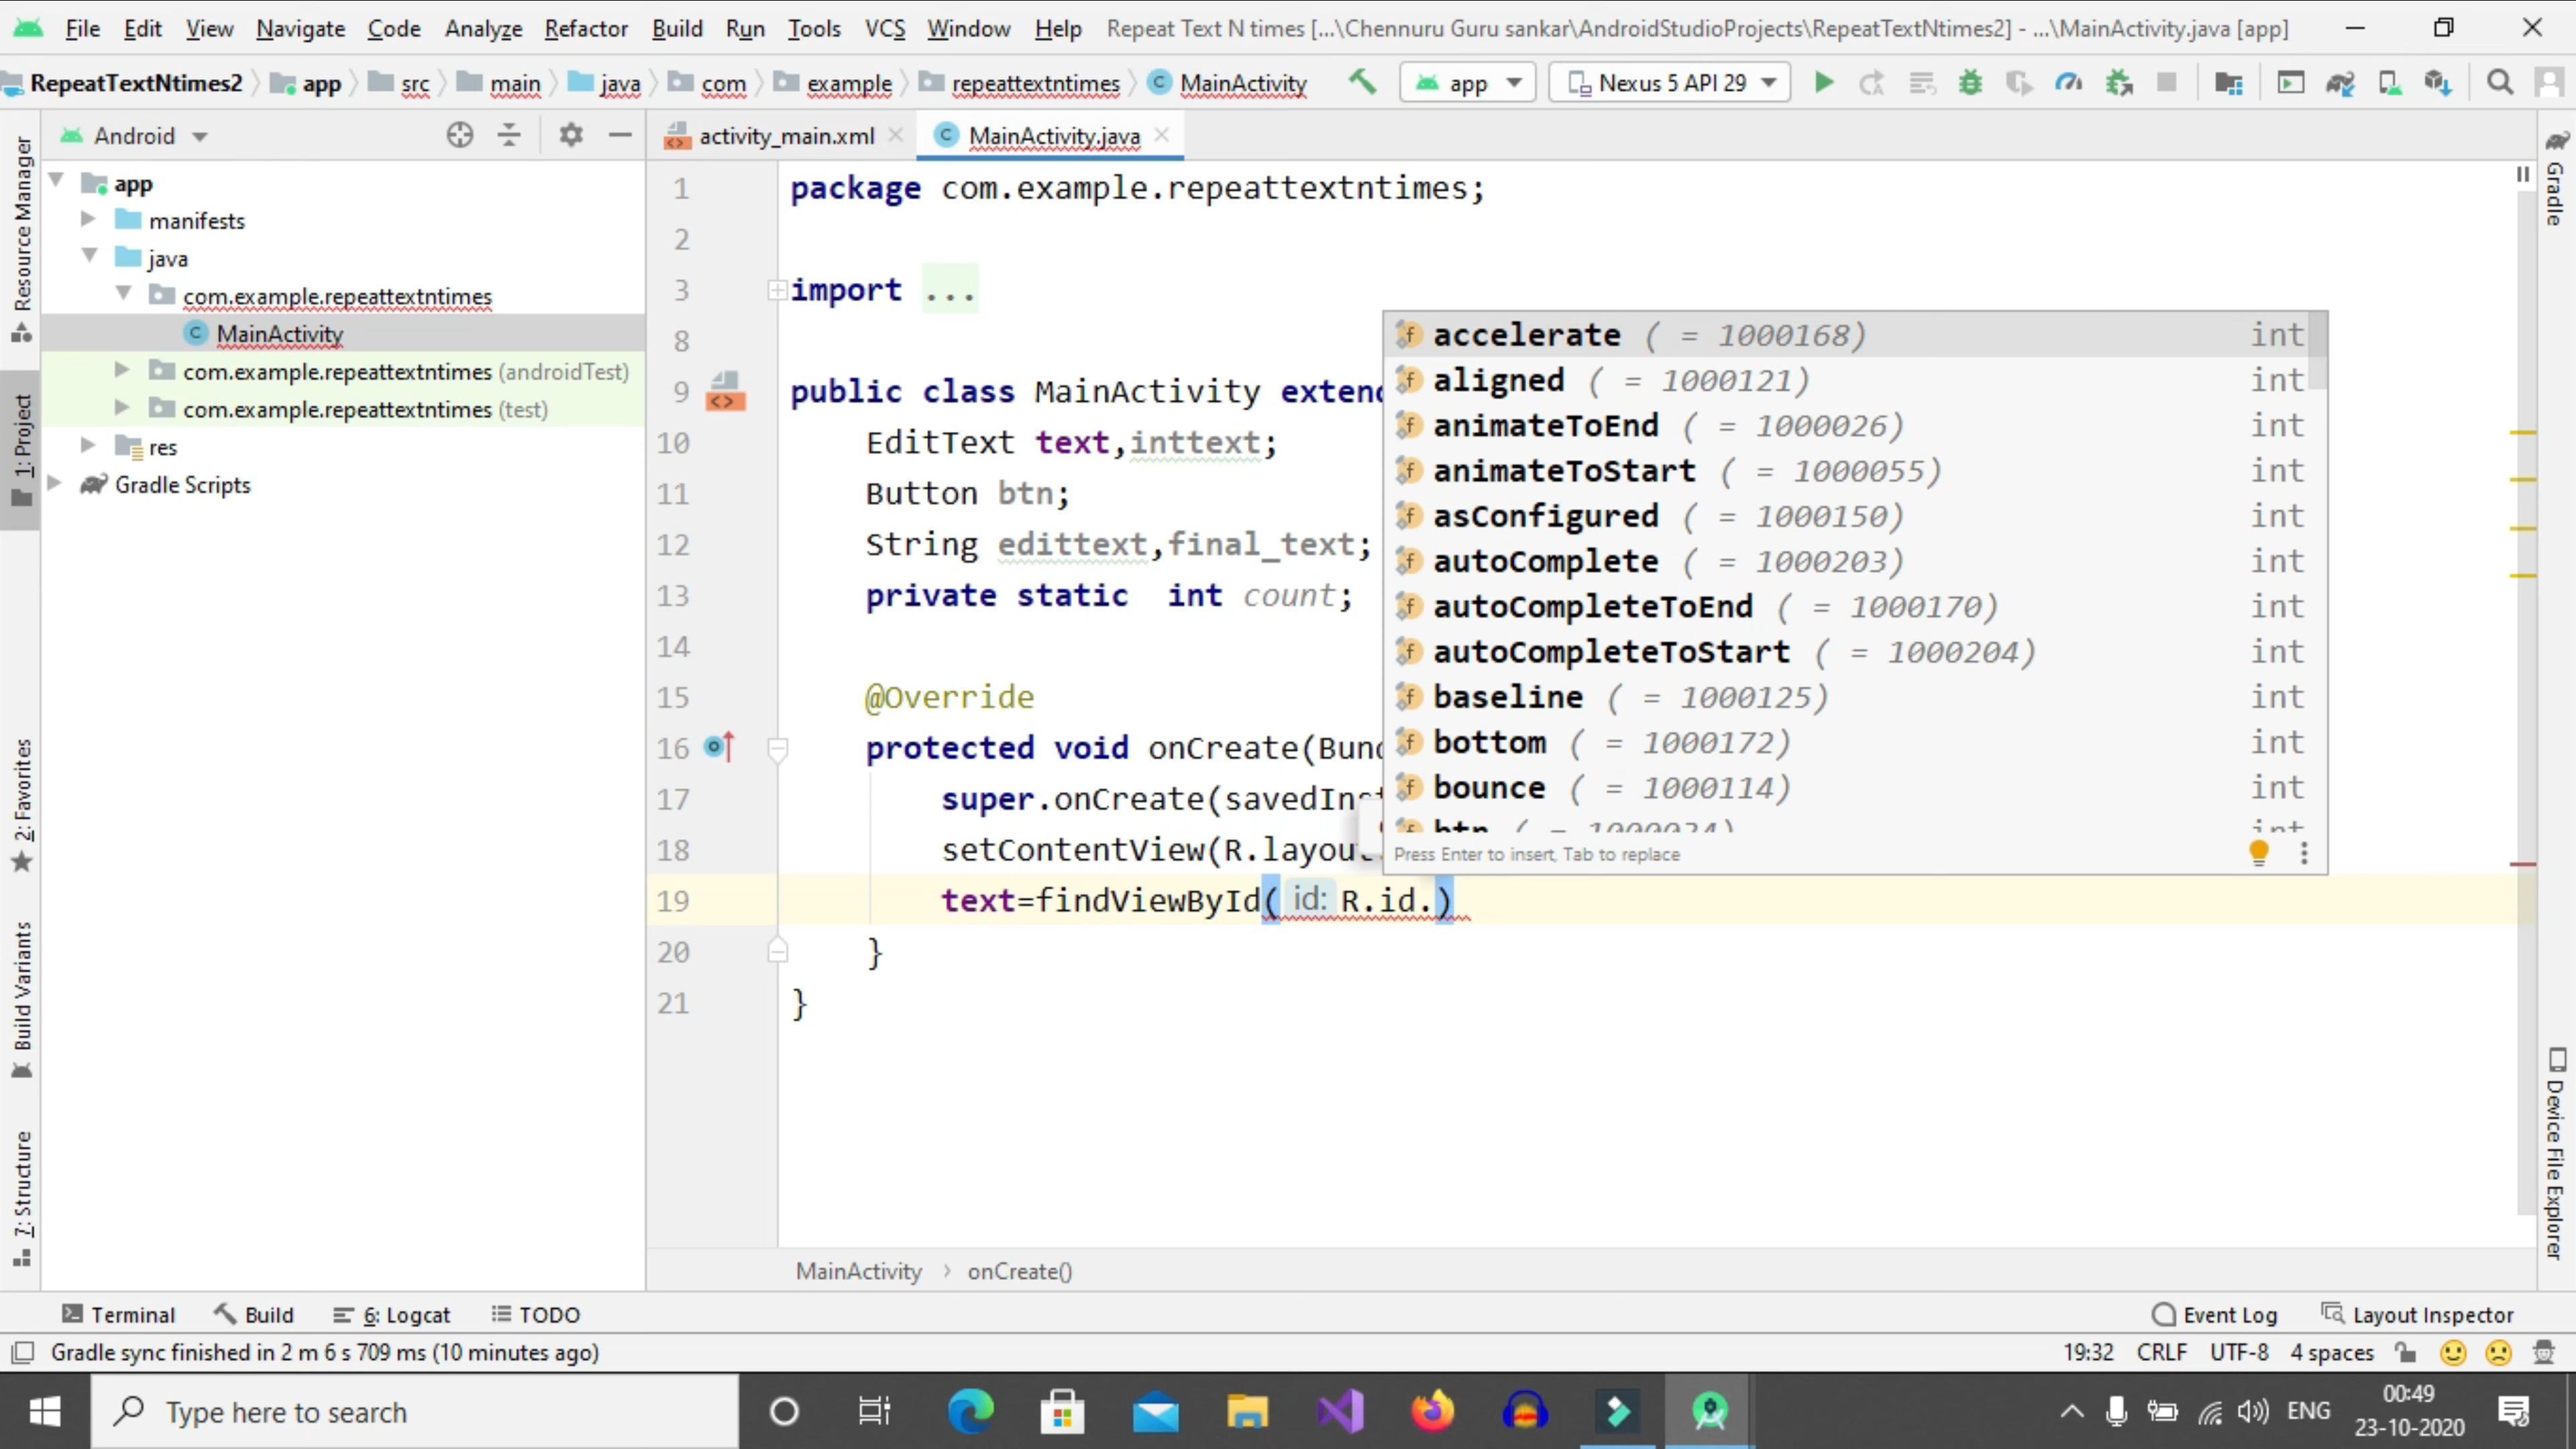 File Edit View Navigate Code Analyze Refactor Build Run Tools VCS Window Help Repeat Text N times [...\Chennuru Guru sankar\AndroidStudioProjects\RepeatTextNtimes2] - ...\MainActivity.java [app]
RepeatTextNtimes2 app src main java com example repeattextntimes MainActivity app Nexus 5 API 29
Android
activity_main.xml MainActivity.java
Resource Manager
1: Project
2: Favorites
Build Variants
7: Structure
app
manifests
java
com.example.repeattextntimes
MainActivity
com.example.repeattextntimes (androidTest)
com.example.repeattextntimes (test)
res
Gradle Scripts
1 package com.example.repeattextntimes;
2
3 import ...
8
9 public class MainActivity extend
10 EditText text,inttext;
11 Button btn;
12 String edittext,final_text;
13 private static int count;
14
15 @Override
16 protected void onCreate(Bund
17 super.onCreate(savedInst
18 setContentView(R.layout
19 text=findViewById( id: R.id.)
20 }
21 }
accelerate ( = 1000168) int
aligned ( = 1000121) int
animateToEnd ( = 1000026) int
animateToStart ( = 1000055) int
asConfigured ( = 1000150) int
autoComplete ( = 1000203) int
autoCompleteToEnd ( = 1000170) int
autoCompleteToStart ( = 1000204) int
baseline ( = 1000125) int
bottom ( = 1000172) int
bounce ( = 1000114) int
Press Enter to insert, Tab to replace
Gradle
Device File Explorer
MainActivity onCreate()
Terminal Build 6: Logcat TODO Event Log Layout Inspector
Gradle sync finished in 2 m 6 s 709 ms (10 minutes ago) 19:32 CRLF UTF-8 4 spaces
Type here to search ENG 00:49
23-10-2020